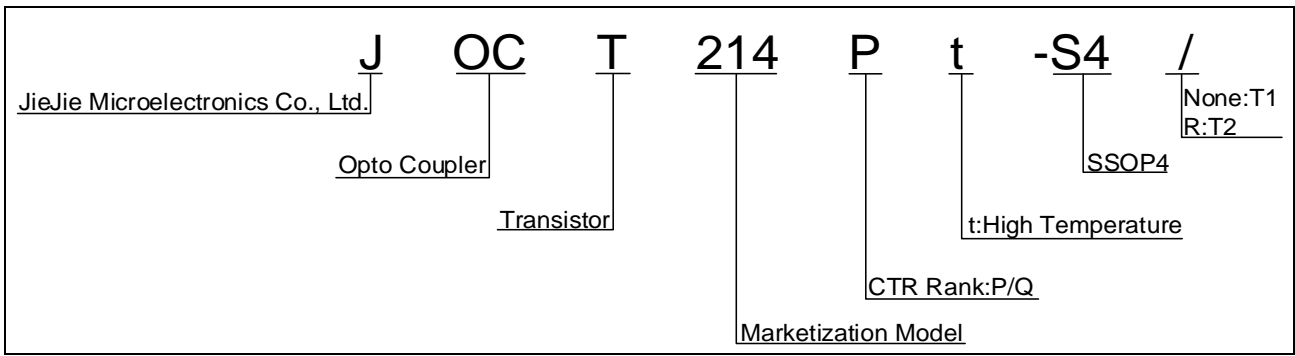 J OC T 214 P t -S4 /
JieJie Microelectronics Co., Ltd.
None:T1
R:T2
Opto Coupler
SSOP4
Transistor
t:High Temperature
CTR Rank:P/Q
Marketization Model